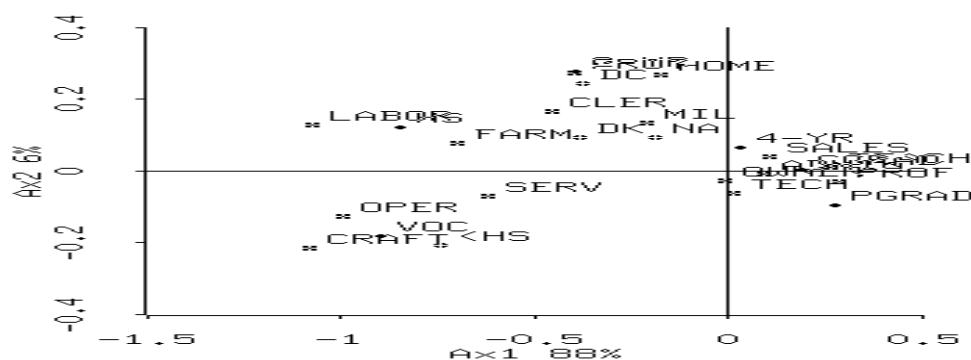 0.4
HOME
DC
0.2
CLER
LABOR HS
MIL
FARM
DK NA
4-YR
SALES
Ax2 6%
0
PROF
SERV
TECH
PGRAD
OPER
VOC
-0.2
CRAFT <HS
-0.4
-1.5 -1 -0.5 0 0.5
Ax1 88%